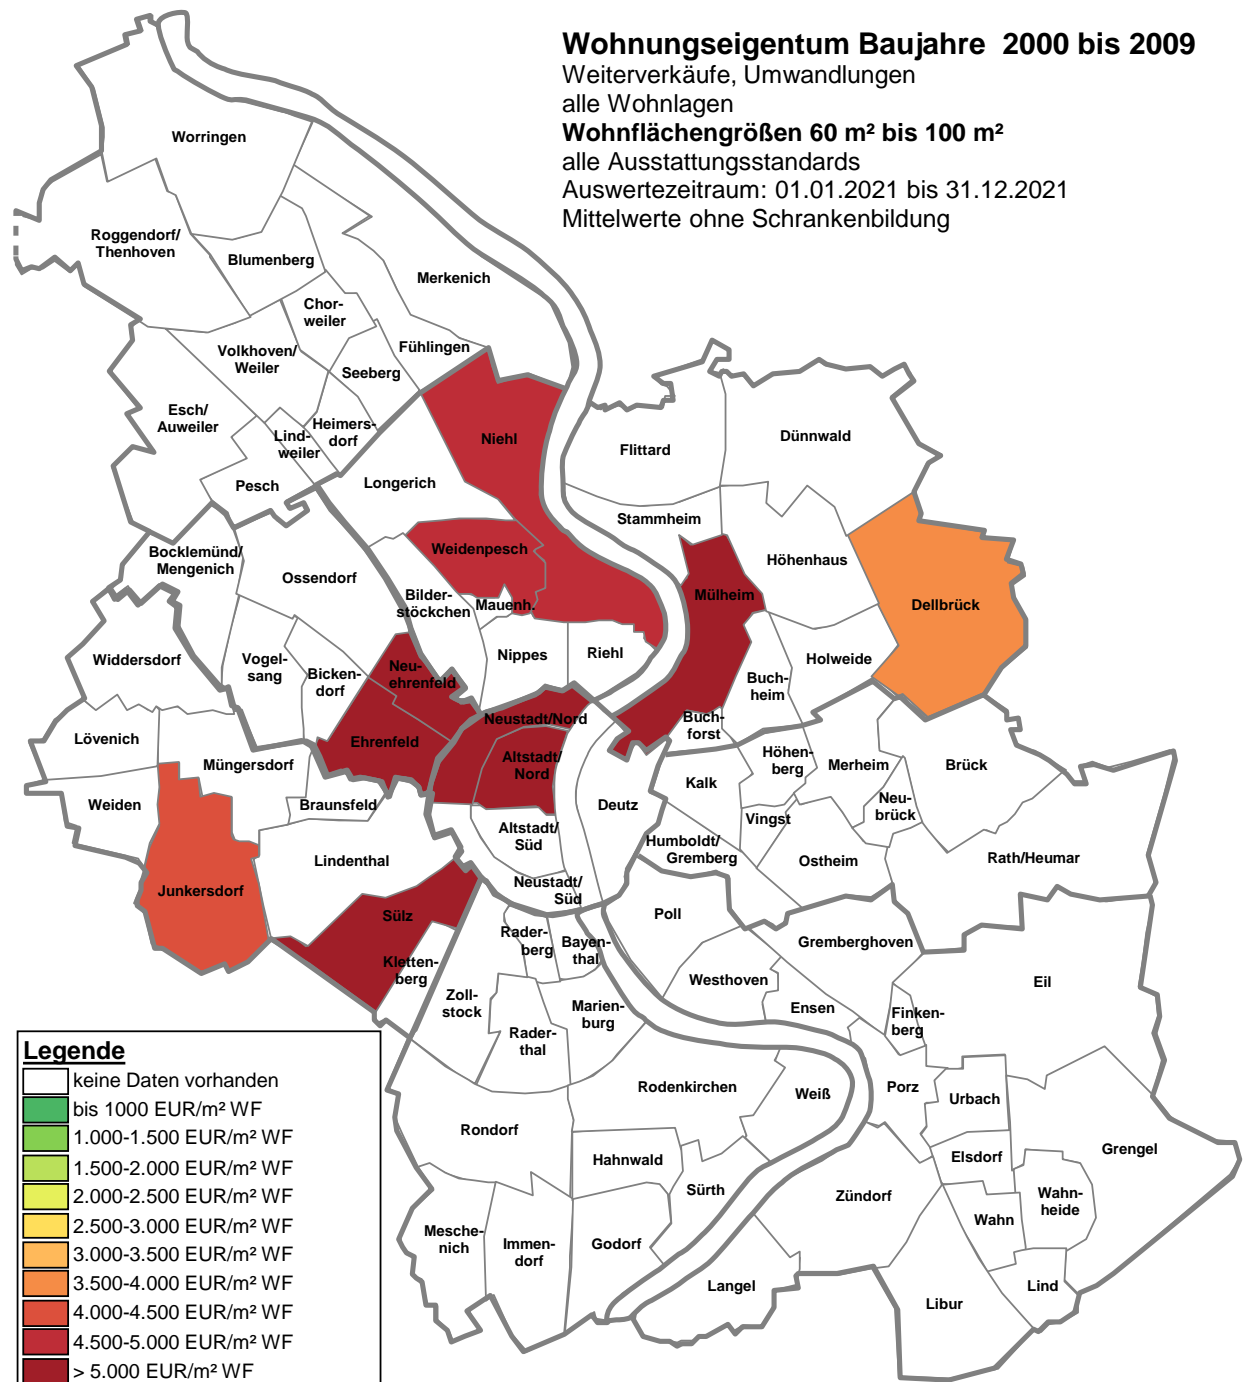 Wohnungseigentum Baujahre 2000 bis 2009
Weiterverkäufe, Umwandlungen
alle Wohnlagen
Wohnflächengrößen 60 m² bis 100 m²
alle Ausstattungsstandards
Auswertezeitraum: 01.01.2021 bis 31.12.2021
Mittelwerte ohne Schrankenbildung
Worringen
Roggendorf/
Thenhoven
Blumenberg
Merkenich
Chor-
weiler
Fühlingen
Volkhoven/
Weiler
Seeberg
Esch/
Auweiler
Heimers-
dorf
Lind-
weiler
Pesch
Niehl
Longerich
Flittard
Dünnwald
Stammheim
Bocklemünd/
Mengenich
Ossendorf
Weidenpesch
Höhenhaus
Bilder-
stöckchen
Mauenh.
Mülheim
Dellbrück
Widdersdorf
Vogel-
sang
Bicken-
dorf
Neu-
ehrenfeld
Nippes
Riehl
Buch-
heim
Holweide
Neustadt/Nord
Buch-
forst
Lövenich
Müngersdorf
Ehrenfeld
Altstadt/
Nord
Höhen-
berg
Merheim
Brück
Weiden
Braunsfeld
Deutz
Kalk
Neu-
brück
Vingst
Altstadt/
Süd
Humboldt/
Gremberg
Ostheim
Rath/Heumar
Lindenthal
Junkersdorf
Neustadt/
Süd
Sülz
Poll
Rader-
berg
Bayen-
thal
Gremberghoven
Kletten-
berg
Westhoven
Eil
Zoll-
stock
Marien-
burg
Ensen
Finken-
berg
Rader-
thal
Rodenkirchen
Weiß
Porz
Urbach
Rondorf
Grengel
Hahnwald
Elsdorf
Sürth
Zündorf
Wahn-
heide
Wahn
Mesche-
nich
Immen-
dorf
Godorf
Langel
Lind
Libur
Legende
keine Daten vorhanden
bis 1000 EUR/m² WF
1.000-1.500 EUR/m² WF
1.500-2.000 EUR/m² WF
2.000-2.500 EUR/m² WF
2.500-3.000 EUR/m² WF
3.000-3.500 EUR/m² WF
3.500-4.000 EUR/m² WF
4.000-4.500 EUR/m² WF
4.500-5.000 EUR/m² WF
> 5.000 EUR/m² WF